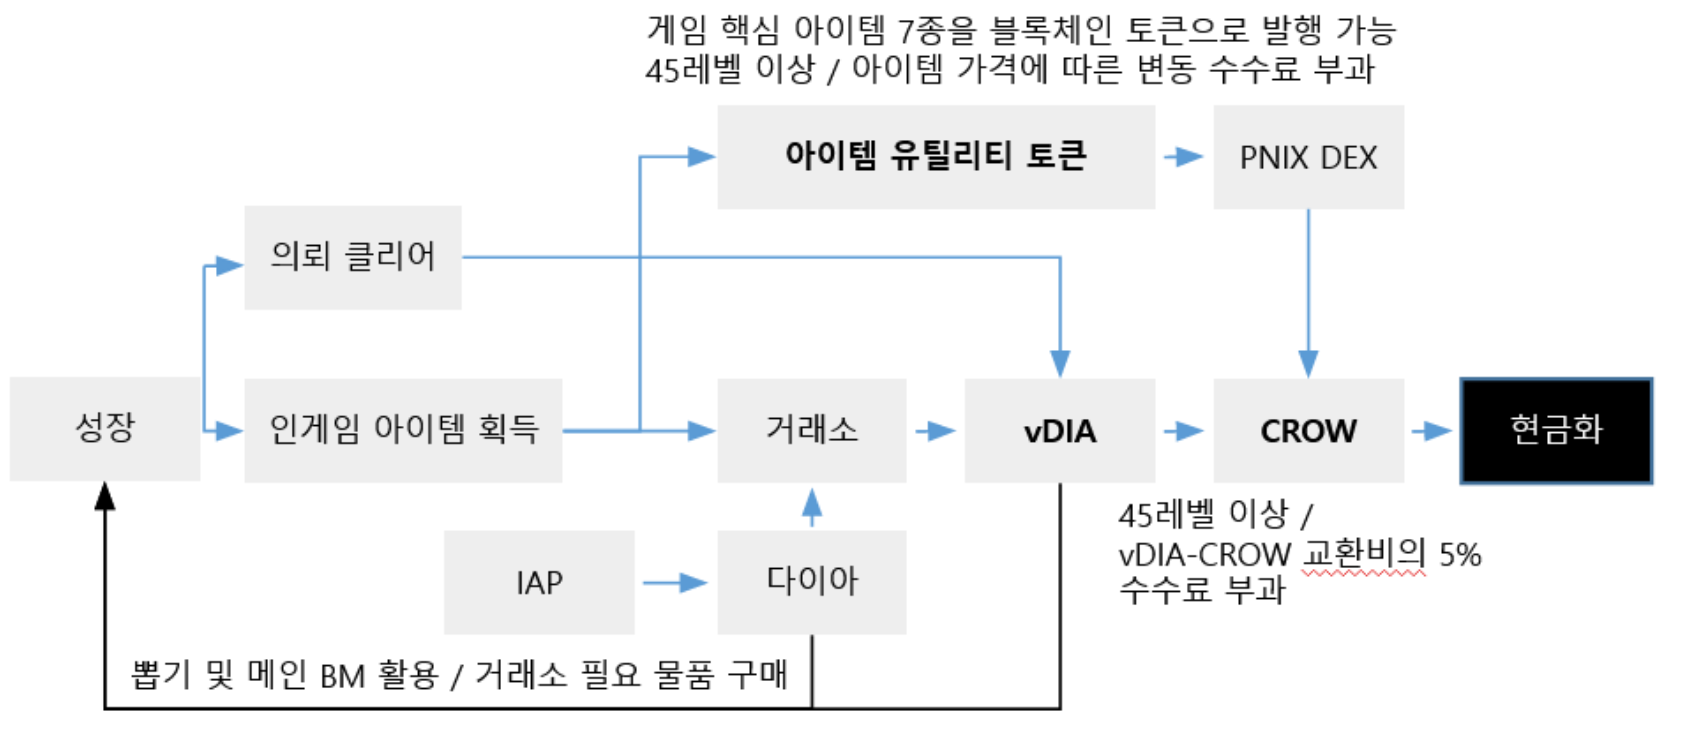 게임 핵심 아이템 7종을 블록체인 토큰으로 발행 가능
45레벨 이상 / 아이템 가격에 따른 변동 수수료 부과
아이템 유틸리티 토큰
PNIX DEX
의뢰 클리어
성장
인게임 아이템 획득
거래소
vDIA
CROW
현금화
45레벨 이상 /
vDIA-CROW 교환비의 5%
수수료 부과
IAP
다이아
뽑기 및 메인 BM 활용 / 거래소 필요 물품 구매